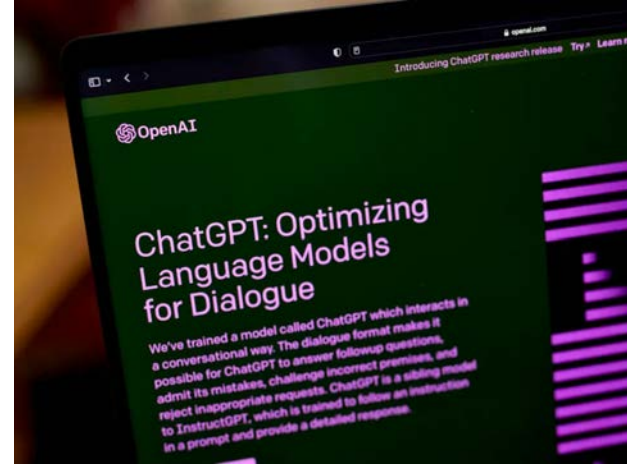 openai.com
Introducing ChatGPT research release Try↗ Learn
OpenAI
ChatGPT: Optimizing
Language Models
for Dialogue
We've trained a model called ChatGPT which interacts in
a conversational way. The dialogue format makes it
possible for ChatGPT to answer followup questions,
admit its mistakes, challenge incorrect premises, and
reject inappropriate requests. ChatGPT is a sibling model
to InstructGPT, which is trained to follow an instruction
in a prompt and provide a detailed response.